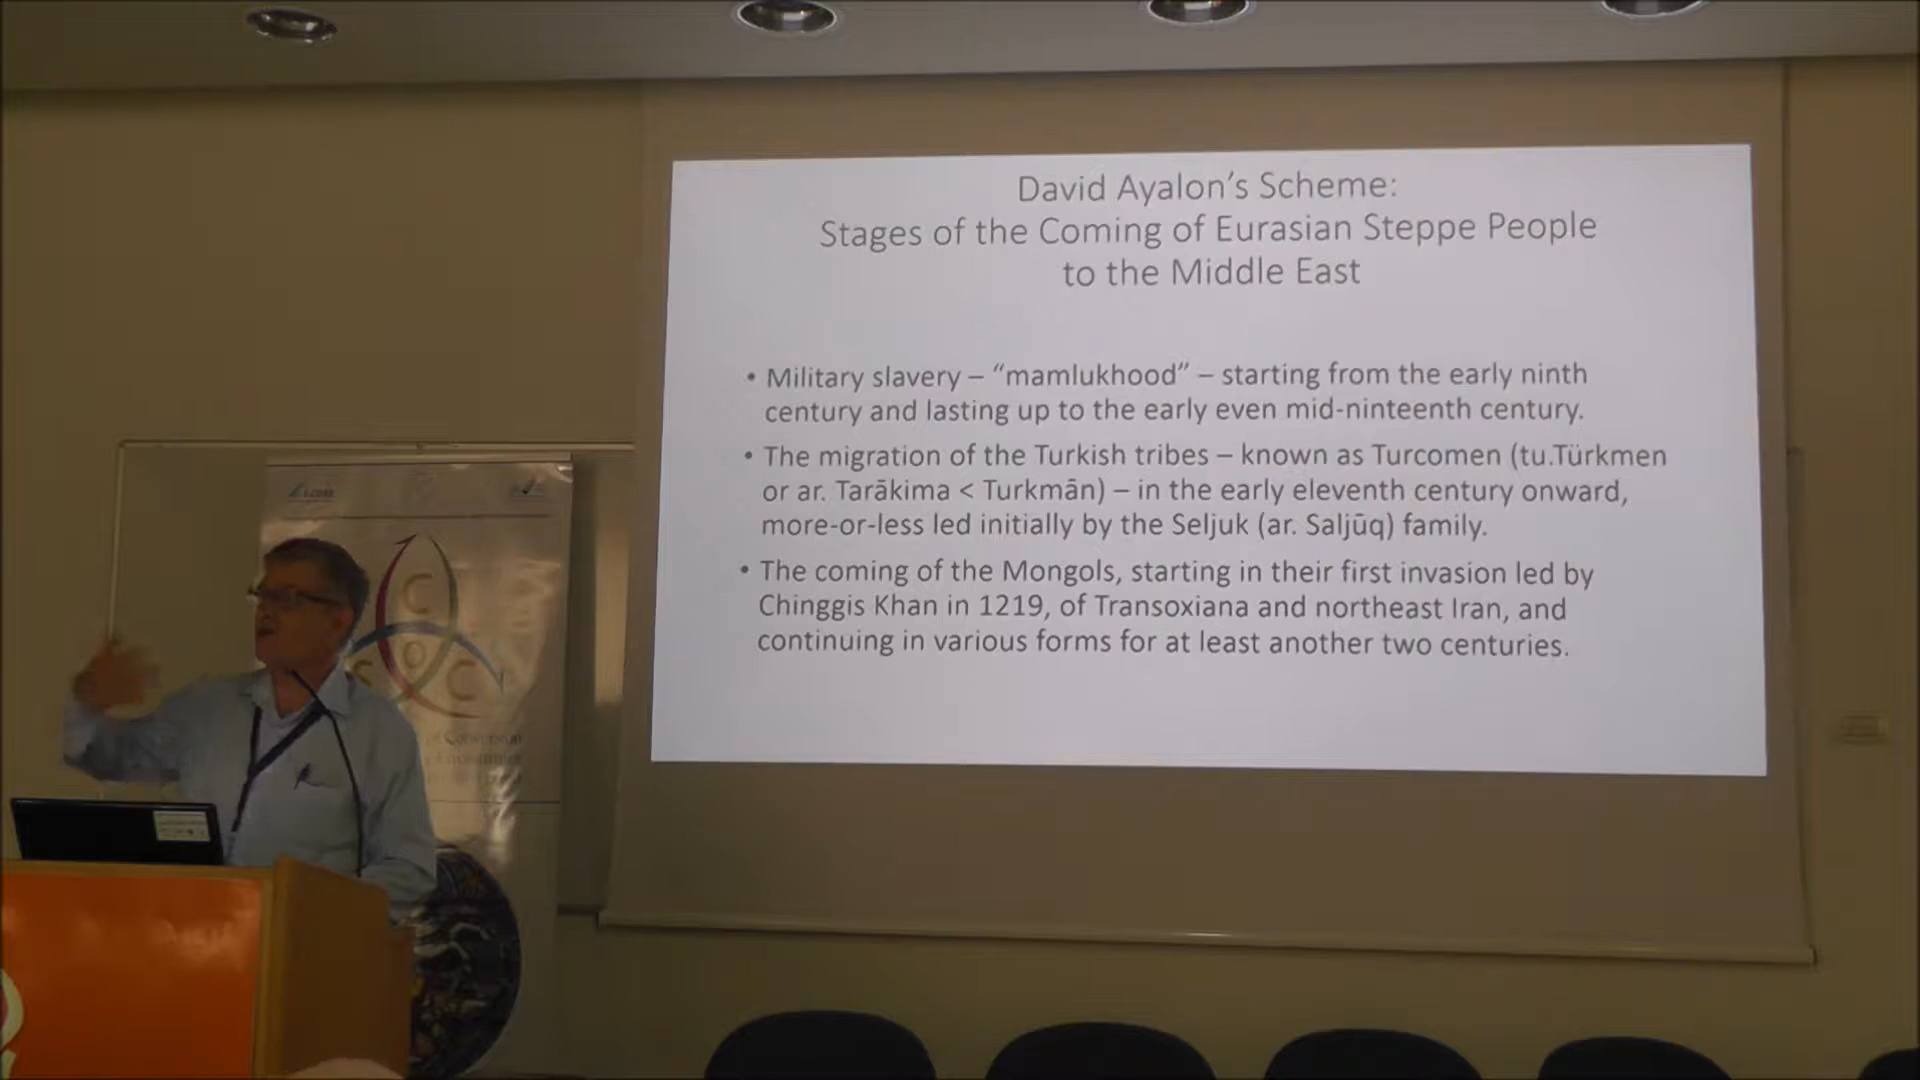 David Ayalon’s Scheme:
Stages of the Coming of Eurasian Steppe People
to the Middle East
• Military slavery – “mamlukhood” – starting from the early ninth
century and lasting up to the early even mid-ninteenth century.
• The migration of the Turkish tribes – known as Turcomen (tu.Türkmen
or ar. Tarākima < Turkmān) – in the early eleventh century onward,
more-or-less led initially by the Seljuk (ar. Saljūq) family.
• The coming of the Mongols, starting in their first invasion led by
Chinggis Khan in 1219, of Transoxiana and northeast Iran, and
continuing in various forms for at least another two centuries.
C
S O C
of Conversion